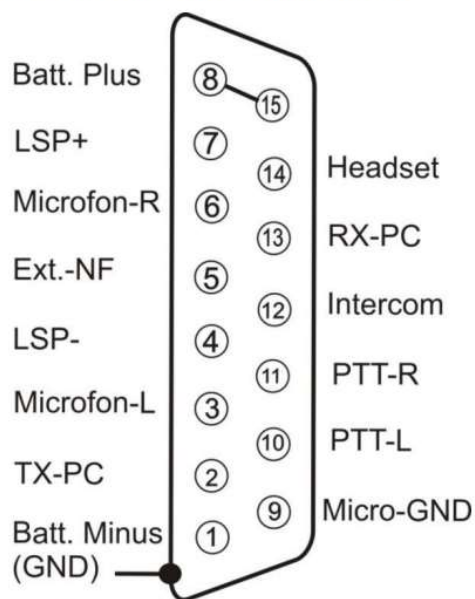 Batt. Plus
8
15
LSP+
7
14
Headset
Microfon-R
6
13
RX-PC
Ext.-NF
5
12
Intercom
LSP-
4
11
PTT-R
Microfon-L
3
10
PTT-L
TX-PC
2
9
Micro-GND
Batt. Minus
(GND)
1